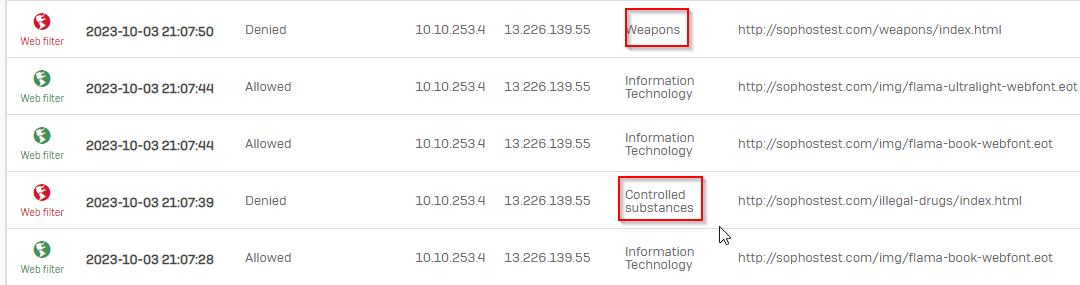 Web filter 2023-10-03 21:07:50 Denied 10.10.253.4 13.226.139.55 Weapons http://sophostest.com/weapons/index.html
Web filter 2023-10-03 21:07:44 Allowed 10.10.253.4 13.226.139.55 Information
Technology http://sophostest.com/img/flama-ultralight-webfont.eot
Web filter 2023-10-03 21:07:44 Allowed 10.10.253.4 13.226.139.55 Information
Technology http://sophostest.com/img/flama-book-webfont.eot
Web filter 2023-10-03 21:07:39 Denied 10.10.253.4 13.226.139.55 Controlled
substances http://sophostest.com/illegal-drugs/index.html
Web filter 2023-10-03 21:07:28 Allowed 10.10.253.4 13.226.139.55 Information
Technology http://sophostest.com/img/flama-book-webfont.eot